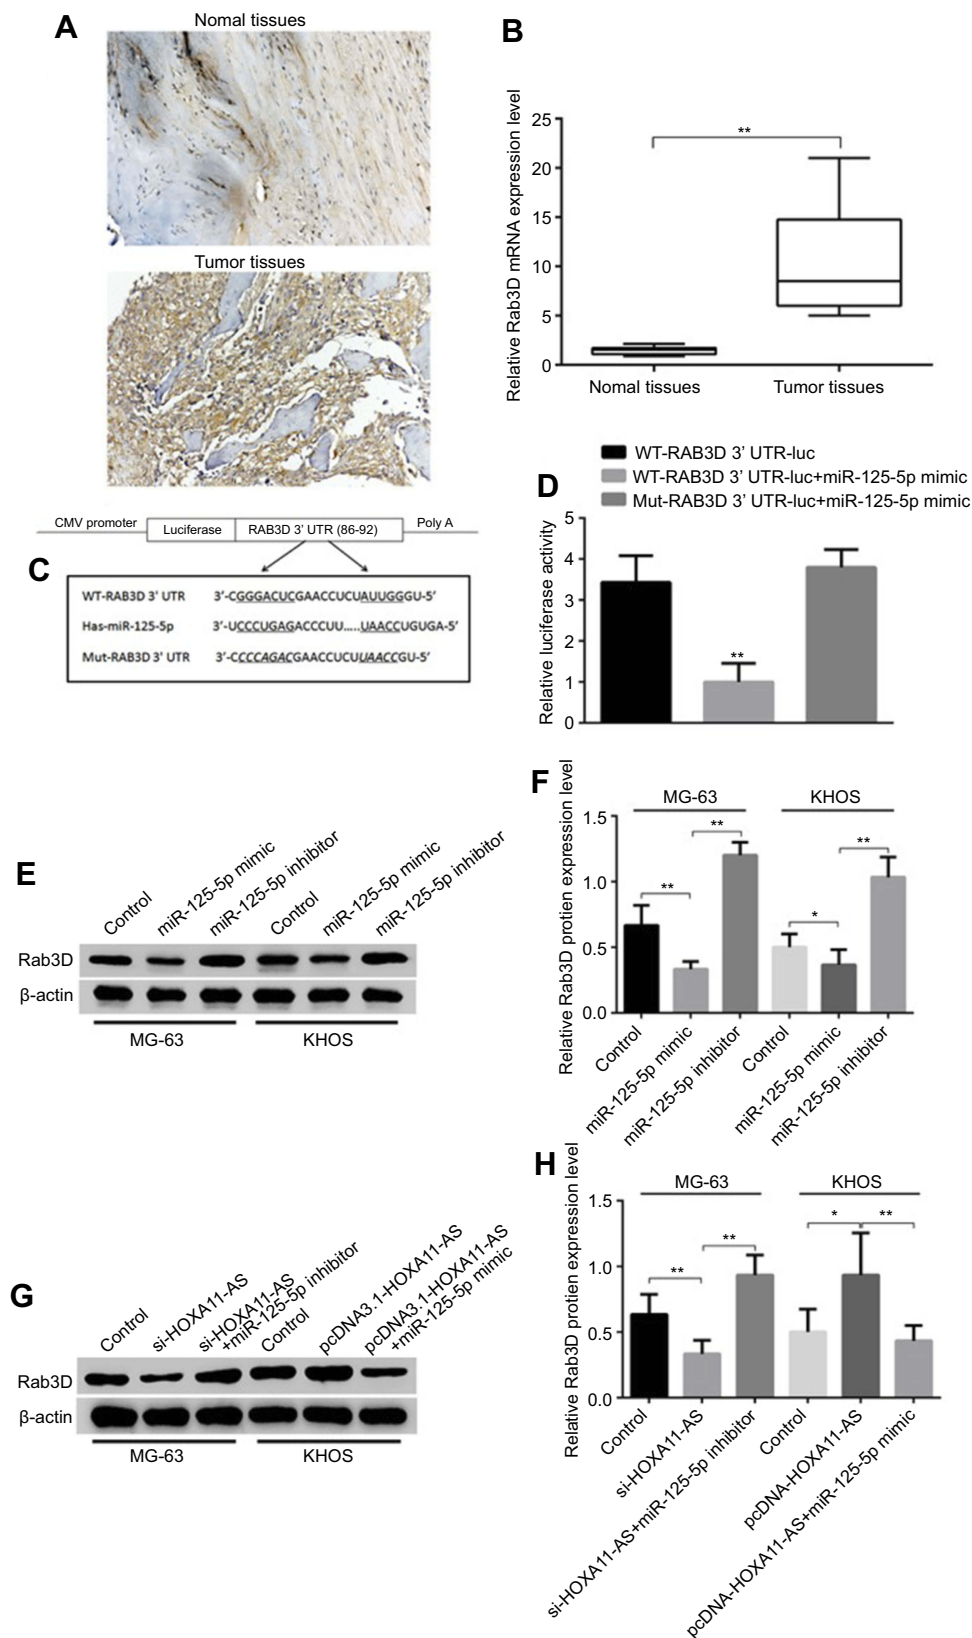 A
Nomal tissues
Tumor tissues
B
Relative Rab3D mRNA expression level
25
20
15
10
5
0
**
Nomal tissues
Tumor tissues
CMV promoter
Luciferase
RAB3D 3' UTR (86-92)
Poly A
C
WT-RAB3D 3' UTR 3'-CGGGACUCGAACCUCUAUUGGGU-5'
Has-miR-125-5p 3'-UCCCUGAGACCCUU.....UAACCUGUGA-5'
Mut-RAB3D 3' UTR 3'-CCCCAGACGAACCUCUUAACCGU-5'
D
WT-RAB3D 3' UTR-luc
WT-RAB3D 3' UTR-luc+miR-125-5p mimic
Mut-RAB3D 3' UTR-luc+miR-125-5p mimic
Relative luciferase activity
5
4
3
2
1
0
**
E
Control
miR-125-5p mimic
miR-125-5p inhibitor
Control
miR-125-5p mimic
miR-125-5p inhibitor
Rab3D
β-actin
MG-63
KHOS
F
Relative Rab3D protien expression level
1.5
1.0
0.5
0.0
MG-63
KHOS
**
**
*
**
Control
miR-125-5p mimic
miR-125-5p inhibitor
Control
miR-125-5p mimic
miR-125-5p inhibitor
G
Control
si-HOXA11-AS
si-HOXA11-AS
+miR-125-5p inhibitor
Control
pcDNA3.1-HOXA11-AS
pcDNA3.1-HOXA11-AS
+miR-125-5p mimic
Rab3D
β-actin
MG-63
KHOS
H
Relative Rab3D protien expression level
1.5
1.0
0.5
0.0
MG-63
KHOS
**
**
*
**
Control
si-HOXA11-AS
si-HOXA11-AS+miR-125-5p inhibitor
Control
pcDNA-HOXA11-AS
pcDNA-HOXA11-AS+miR-125-5p mimic